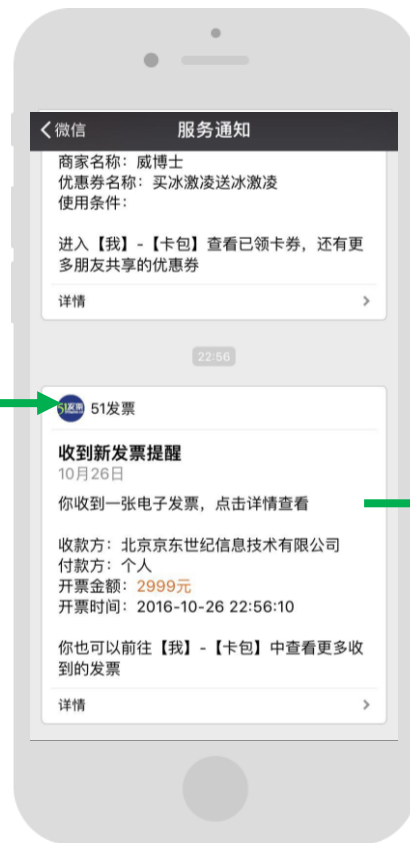 微信
服务通知
商家名称：威博士
优惠券名称：买冰激凌送冰激凌
使用条件：
进入【我】-【卡包】查看已领卡券，还有更
多朋友共享的优惠券
详情
22:56
51发票
51发票
收到新发票提醒
10月26日
你收到一张电子发票，点击详情查看
收款方：北京京东世纪信息技术有限公司
付款方：个人
开票金额：2999元
开票时间：2016-10-26 22:56:10
你也可以前往【我】-【卡包】中查看更多收
到的发票
详情